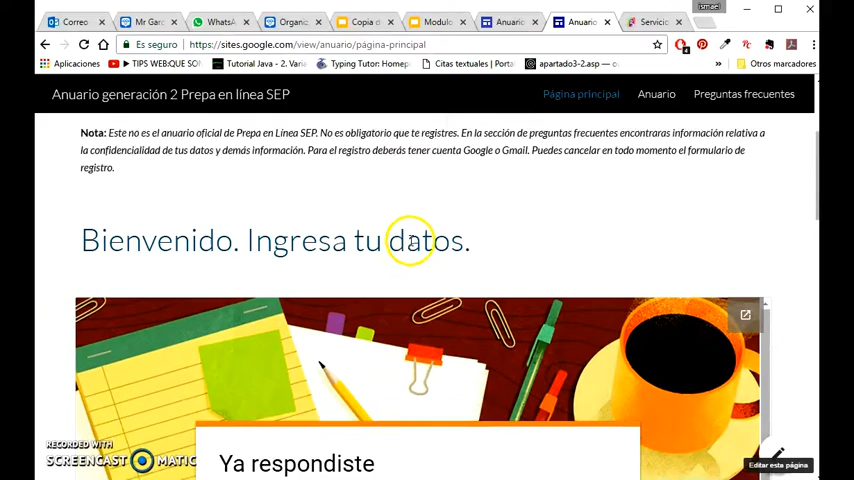 Ismael
Correo
Mr Garc
WhatsA
Organiz
Copia d
Modulo
Anuario
Anuario
Servicio
Es seguro
https://sites.google.com/view/anuario/página-principal
4
Aplicaciones
TIPS WEB:QUE SON
Tutorial Java - 2. Varia
Typing Tutor: Homep
Citas textuales | Porta
apartado3-2.asp — co
»
Otros marcadores
Anuario generación 2 Prepa en línea SEP
Página principal
Anuario
Preguntas frecuentes
Nota: Este no es el anuario oficial de Prepa en Línea SEP. No es obligatorio que te registres. En la sección de preguntas frecuentes encontraras información relativa a
la confidencialidad de tus datos y demás información. Para el registro deberás tener cuenta Google o Gmail. Puedes cancelar en todo momento el formulario de
registro.
Bienvenido. Ingresa tu datos.
Ya respondiste
RECORDED WITH
SCREENCAST MATIC
Editar esta página